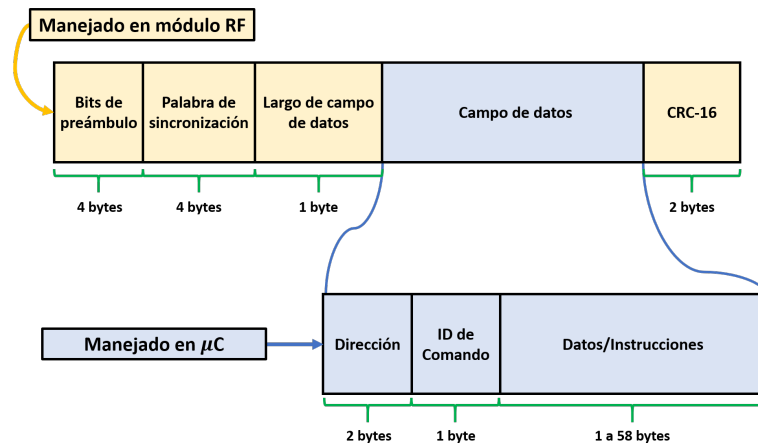 Manejado en módulo RF
Bits de
preámbulo
Palabra de
sincronización
Largo de campo
de datos
Campo de datos
CRC-16
4 bytes
4 bytes
1 byte
2 bytes
Manejado en μC
Dirección
ID de
Comando
Datos/Instrucciones
2 bytes
1 byte
1 a 58 bytes